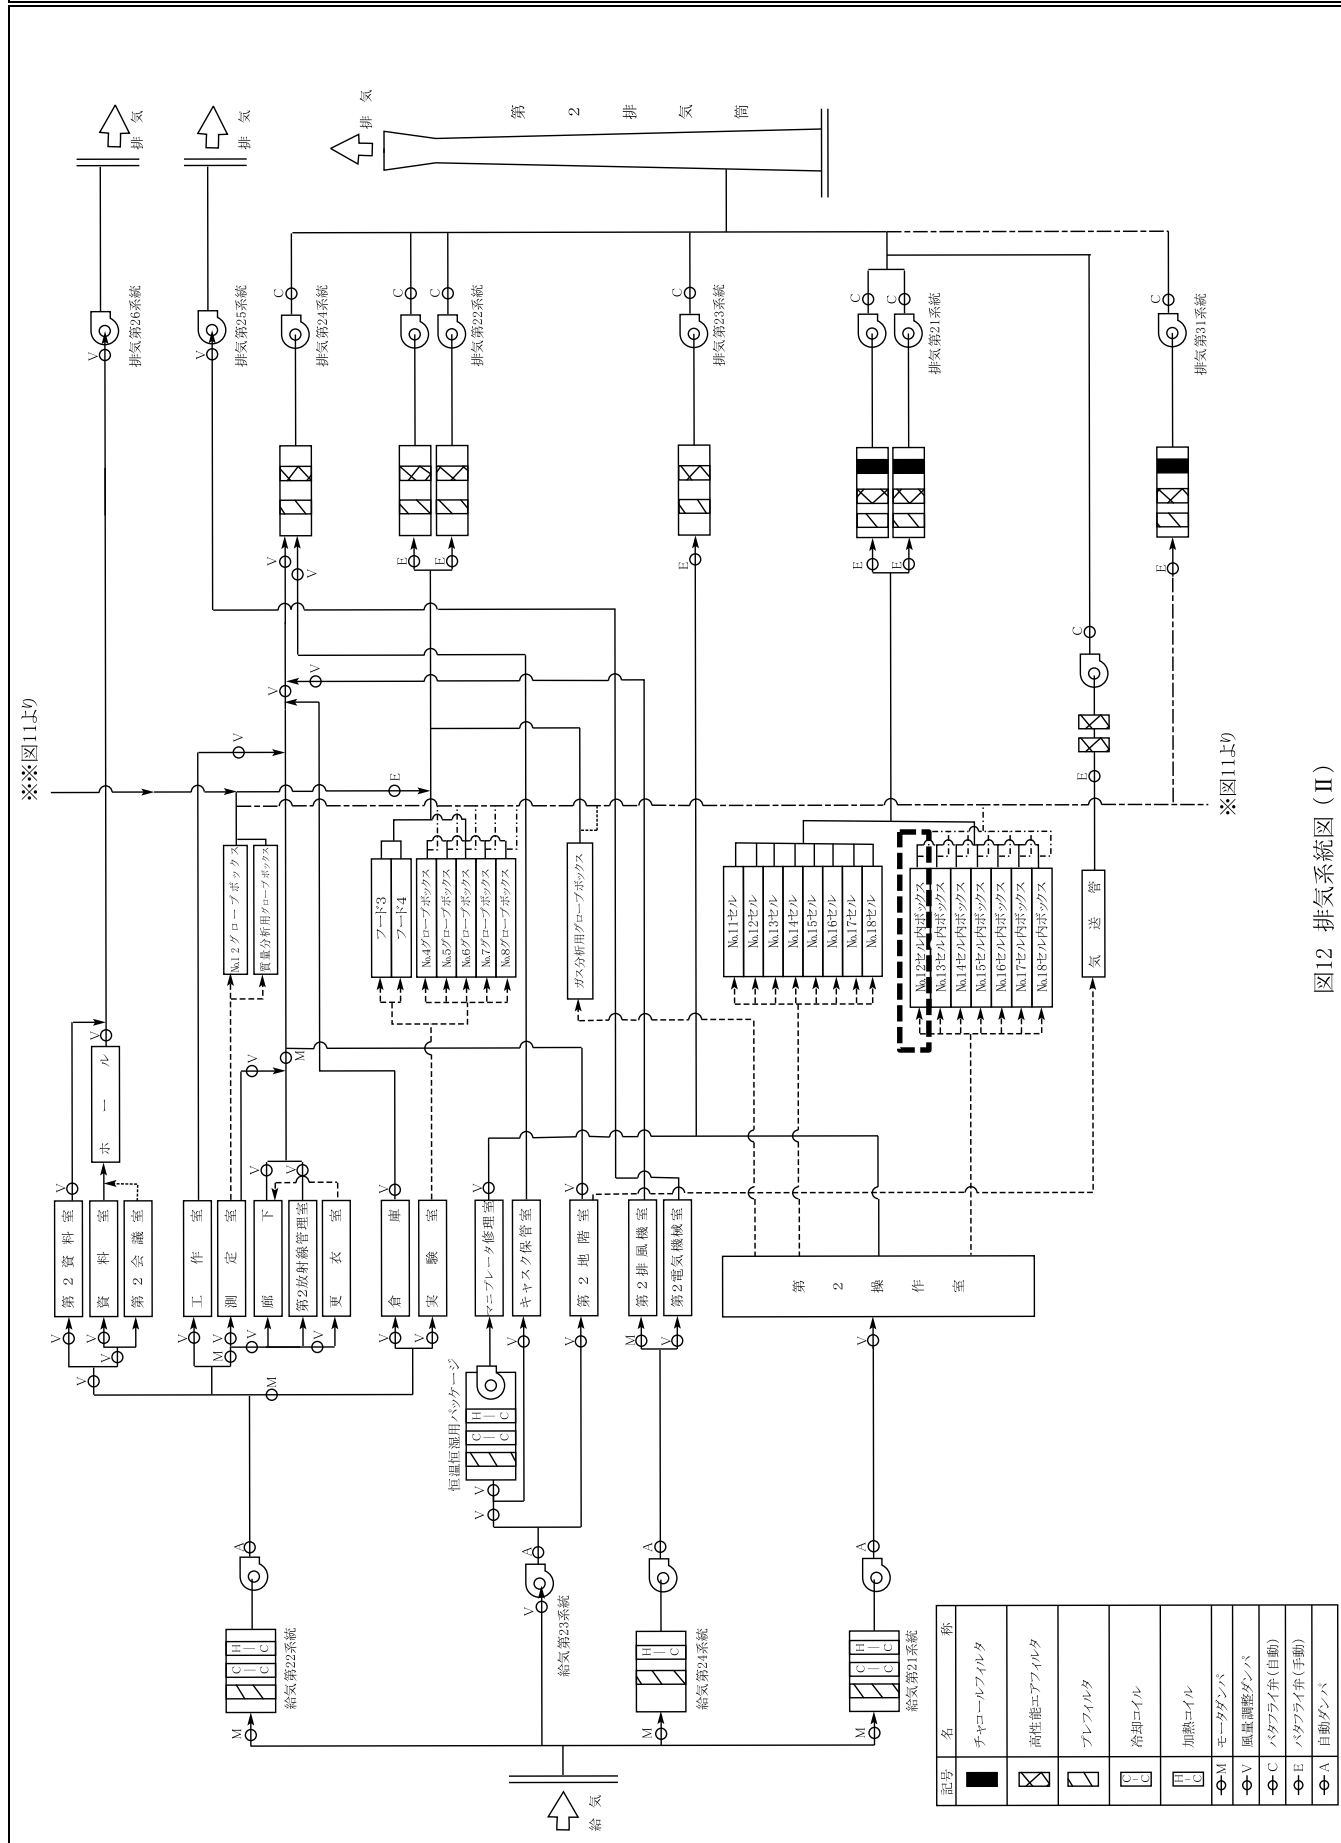 図12 排気系統図（Ⅱ）
※※図11より
※図11より
排気
排気
排気
第2排気筒
排気第26系統
排気第25系統
排気第24系統
排気第22系統
排気第23系統
排気第21系統
排気第31系統
No.12グローブボックス
質量分析用グローブボックス
フード3
フード4
No.4グローブボックス
No.5グローブボックス
No.6グローブボックス
No.7グローブボックス
No.8グローブボックス
ガス分析用グローブボックス
No.11セル
No.12セル
No.13セル
No.14セル
No.15セル
No.16セル
No.17セル
No.18セル
No.12セル内ボックス
No.13セル内ボックス
No.14セル内ボックス
No.15セル内ボックス
No.16セル内ボックス
No.17セル内ボックス
No.18セル内ボックス
気送管
ホール
第2資料室
資料室
第2会議室
工作室
測定室
廊下
第2放射線管理室
更衣室
倉庫
実験室
マニプレータ修理室
キャスク保管室
第2地階室
第2排風機室
第2電気機械室
第2操作室
恒温恒湿用パッケージ
給気第22系統
給気第23系統
給気第24系統
給気第21系統
給気
記号 名称
チャコールフィルタ
高性能エアフィルタ
プレフィルタ
C-C 冷却コイル
H-C 加熱コイル
M モータダンパ
V 風量調整ダンパ
C バタフライ弁(自動)
E バタフライ弁(手動)
A 自動ダンパ